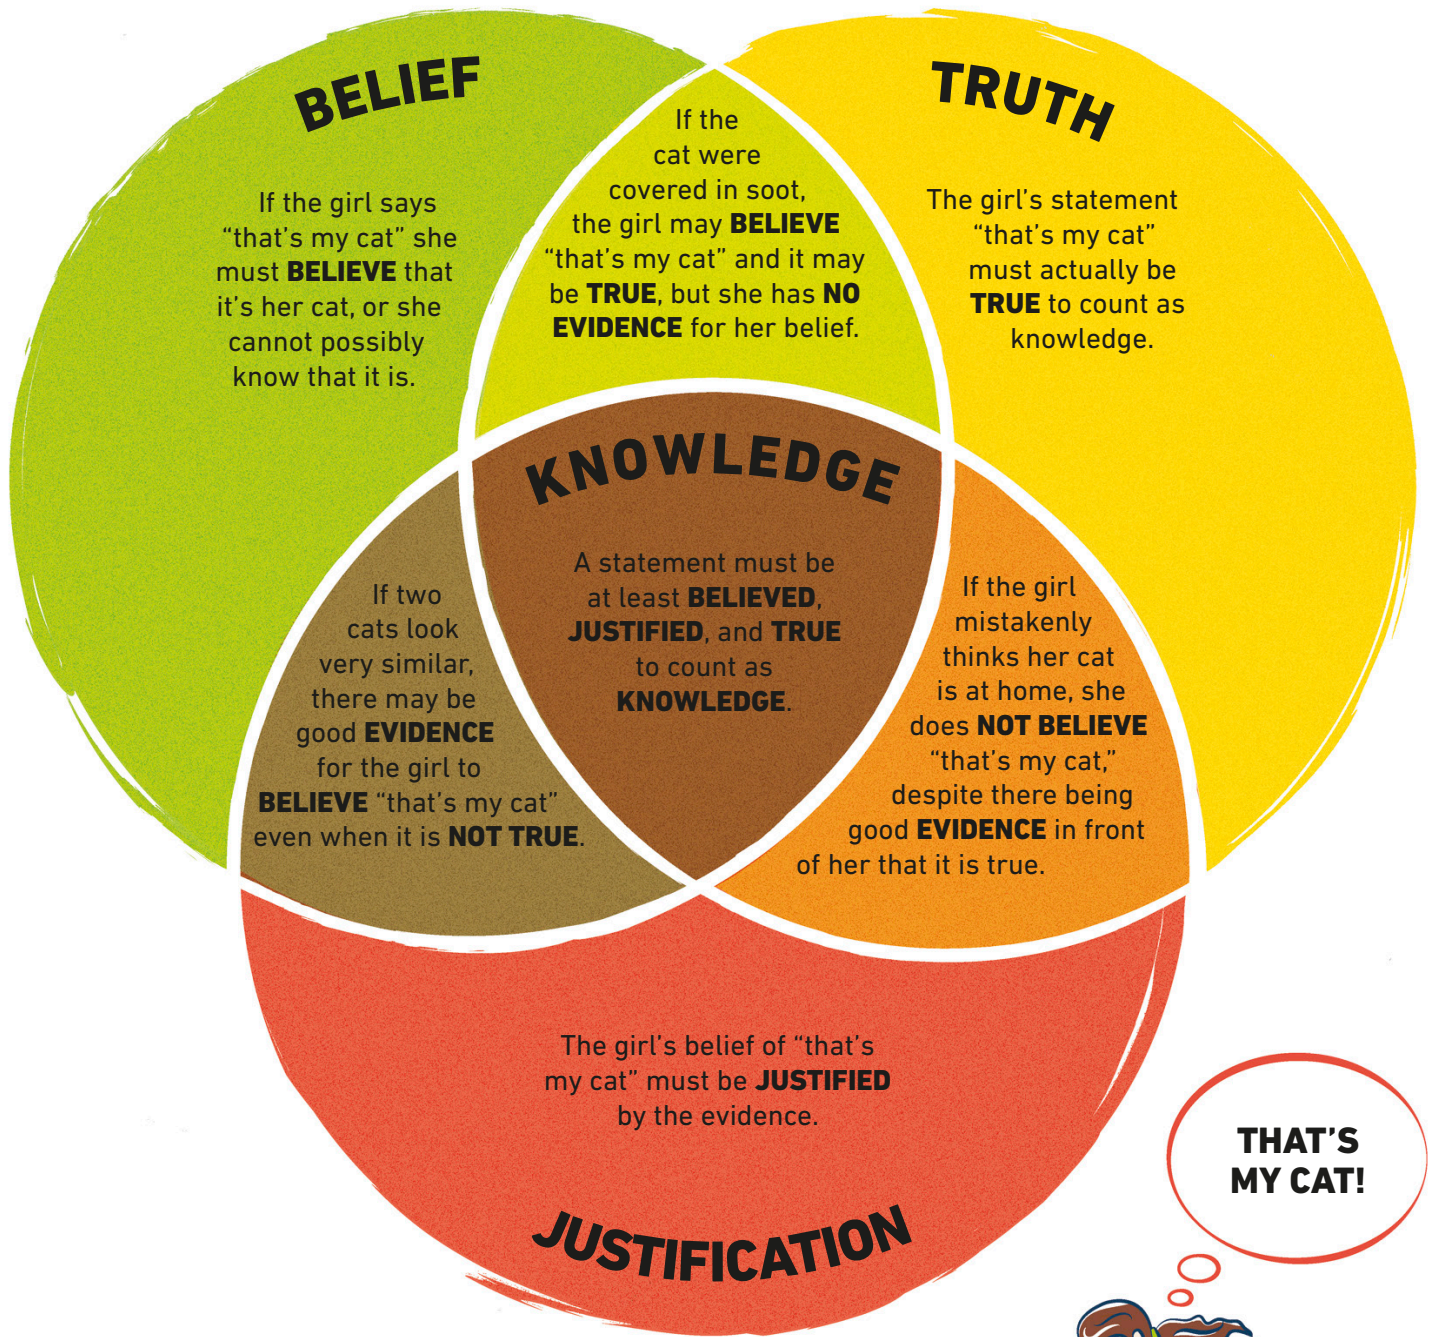 BELIEF
If the girl says
“that’s my cat” she
must BELIEVE that
it’s her cat, or she
cannot possibly
know that it is.
If the
cat were
covered in soot,
the girl may BELIEVE
“that’s my cat” and it may
be TRUE, but she has NO
EVIDENCE for her belief.
TRUTH
The girl’s statement
“that’s my cat”
must actually be
TRUE to count as
knowledge.
KNOWLEDGE
A statement must be
at least BELIEVED,
JUSTIFIED, and TRUE
to count as
KNOWLEDGE.
If two
cats look
very similar,
there may be
good EVIDENCE
for the girl to
BELIEVE “that’s my cat”
even when it is NOT TRUE.
If the girl
mistakenly
thinks her cat
is at home, she
does NOT BELIEVE
“that’s my cat,”
despite there being
good EVIDENCE in front
of her that it is true.
The girl’s belief of “that’s
my cat” must be JUSTIFIED
by the evidence.
JUSTIFICATION
THAT’S
MY CAT!